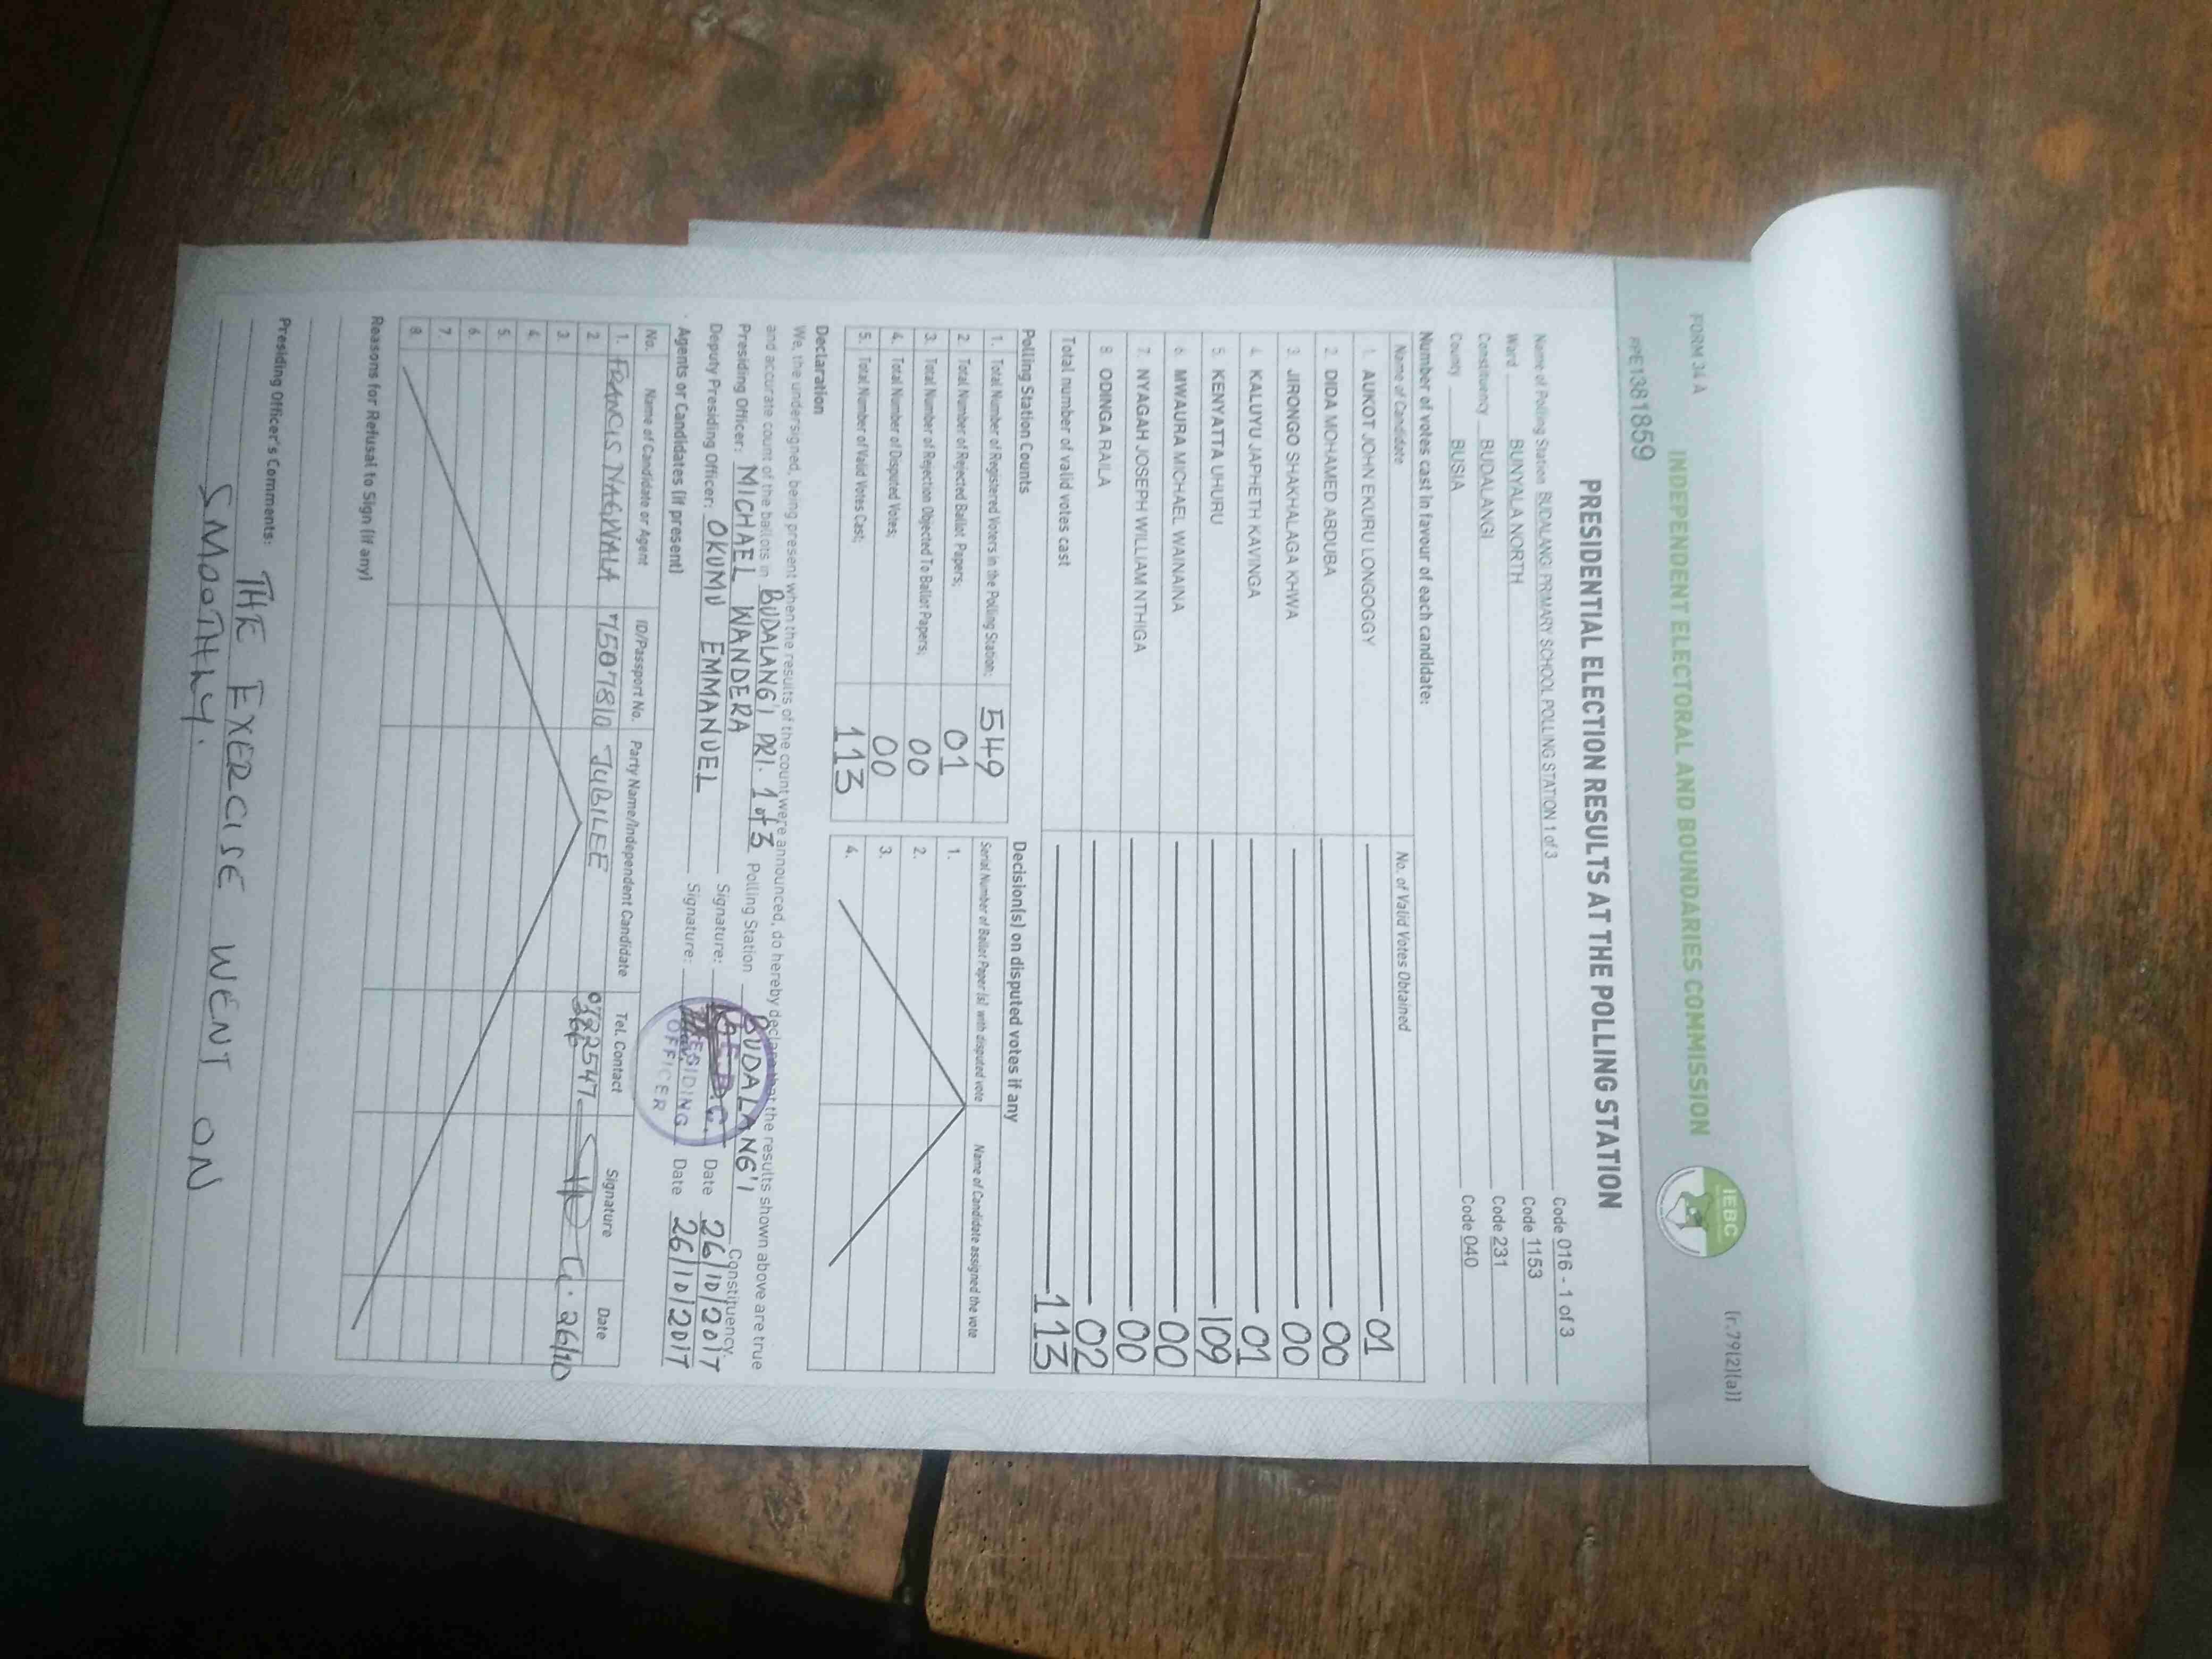 FORM 34 A
(r.79(2)(a))
INDEPENDENT ELECTORAL AND BOUNDARIES COMMISSION
IEBC
PPE1381859
PRESIDENTIAL ELECTION RESULTS AT THE POLLING STATION
Name of Polling Station BUDALANGI PRIMARY SCHOOL POLLING STATION 1 of 3 Code 016 - 1 of 3
Ward BUNYALA NORTH Code 1153
Constituency BUDALANGI Code 231
County BUSIA Code 040
Number of votes cast in favour of each candidate:
Name of Candidate No. of Valid Votes Obtained
1. AUKOT JOHN EKURU LONGOGGY 01
2. DIDA MOHAMED ABDUBA 00
3. JIRONGO SHAKHALAGA KHWA 00
4. KALUYU JAPHETH KAVINGA 01
5. KENYATTA UHURU 109
6. MWAURA MICHAEL WAINAINA 00
7. NYAGAH JOSEPH WILLIAM NTHIGA 00
8. ODINGA RAILA 02
Total number of valid votes cast 113
Polling Station Counts
1. Total Number of Registered Voters in the Polling Station; 549
2. Total Number of Rejected Ballot Papers; 01
3. Total Number of Rejection Objected To Ballot Papers; 00
4. Total Number of Disputed Votes; 00
5. Total Number of Valid Votes Cast; 113
Decision(s) on disputed votes if any
Serial Number of Ballot Paper (s) with disputed vote Name of Candidate assigned the vote
1.
2.
3.
4.
Declaration
We, the undersigned, being present when the results of the count were announced, do hereby declare that the results shown above are true
and accurate count of the ballots in BUDALANG'I PRI. 1 of 3 Polling Station BUDALANG'I Constituency.
Presiding Officer: MICHAEL WANDERA Signature: Date 26/10/2017
Deputy Presiding Officer: OKUMU EMMANUEL Signature: Date 26/10/2017
PRESIDING
OFFICER
Agents or Candidates (if present)
No. Name of Candidate or Agent ID/Passport No. Party Name/Independent Candidate Tel. Contact Signature Date
1. FRANCIS NAGWALA 7507810 JUBILEE 0722547 26/10
2
3
4.
5.
6.
7.
8.
Reasons for Refusal to Sign (if any)
Presiding Officer's Comments: THE EXERCISE WENT ON
SMOOTHLY.